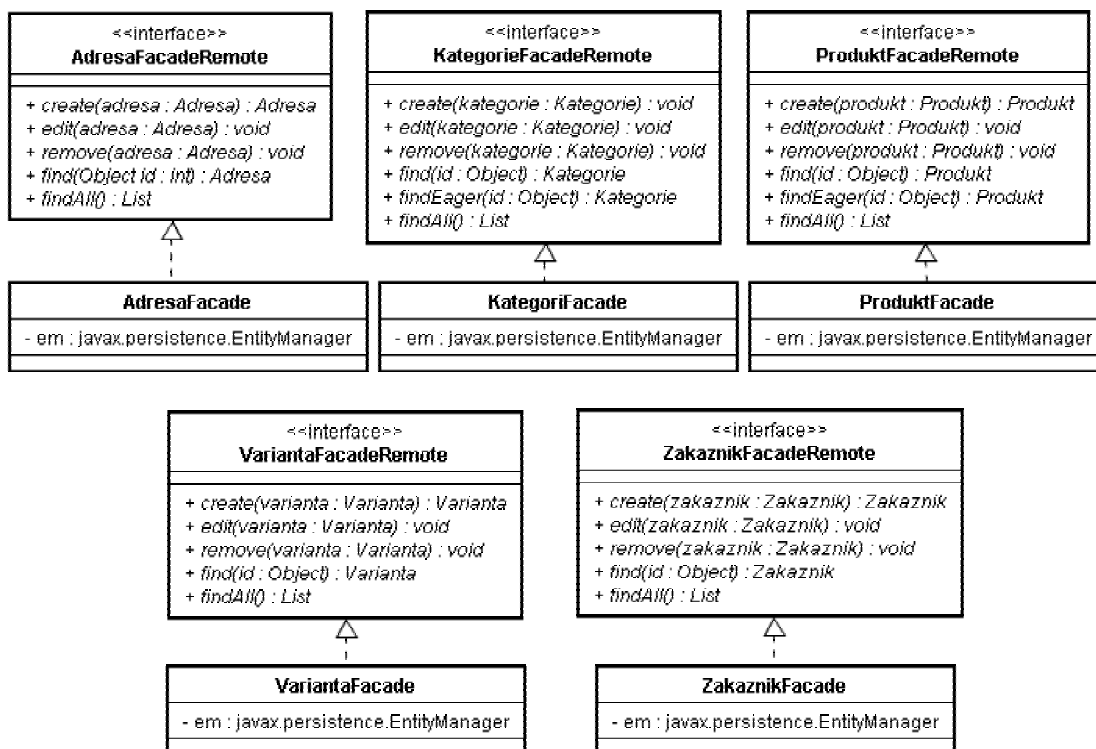 <<interface>>
AdresaFacadeRemote
+ create(adresa : Adresa) : Adresa
+ edit(adresa : Adresa) : void
+ remove(adresa : Adresa) : void
+ find(Object id : Int) : Adresa
+ findAll() : List
AdresaFacade
- em : javax.persistence.EntityManager
<<interface>>
KategorieFacadeRemote
+ create(kategorie : Kategorie) : void
+ edit(kategorie : Kategorie) : void
+ remove(kategorie : Kategorie) : void
+ find(id : Object) : Kategorie
+ findEager(id : Object) : Kategorie
+ findAll() : List
KategoriFacade
- em : javax.persistence.EntityManager
<<interface>>
ProduktFacadeRemote
+ create(produkt : Produkt) : Produkt
+ edit(produkt : Produkt) : void
+ remove(produkt : Produkt) : void
+ find(id : Object) : Produkt
+ findEager(id : Object) : Produkt
+ findAll() : List
ProduktFacade
- em : javax.persistence.EntityManager
<<interface>>
VariantaFacadeRemote
+ create(varianta : Varianta) : Varianta
+ edit(varianta : Varianta) : void
+ remove(varianta : Varianta) : void
+ find(id : Object) : Varianta
+ findAll() : List
VariantaFacade
- em : javax.persistence.EntityManager
<<interface>>
ZakaznikFacadeRemote
+ create(zakaznik : Zakaznik) : Zakaznik
+ edit(zakaznik : Zakaznik) : void
+ remove(zakaznik : Zakaznik) : void
+ find(id : Object) : Zakaznik
+ findAll() : List
ZakaznikFacade
- em : javax.persistence.EntityManager